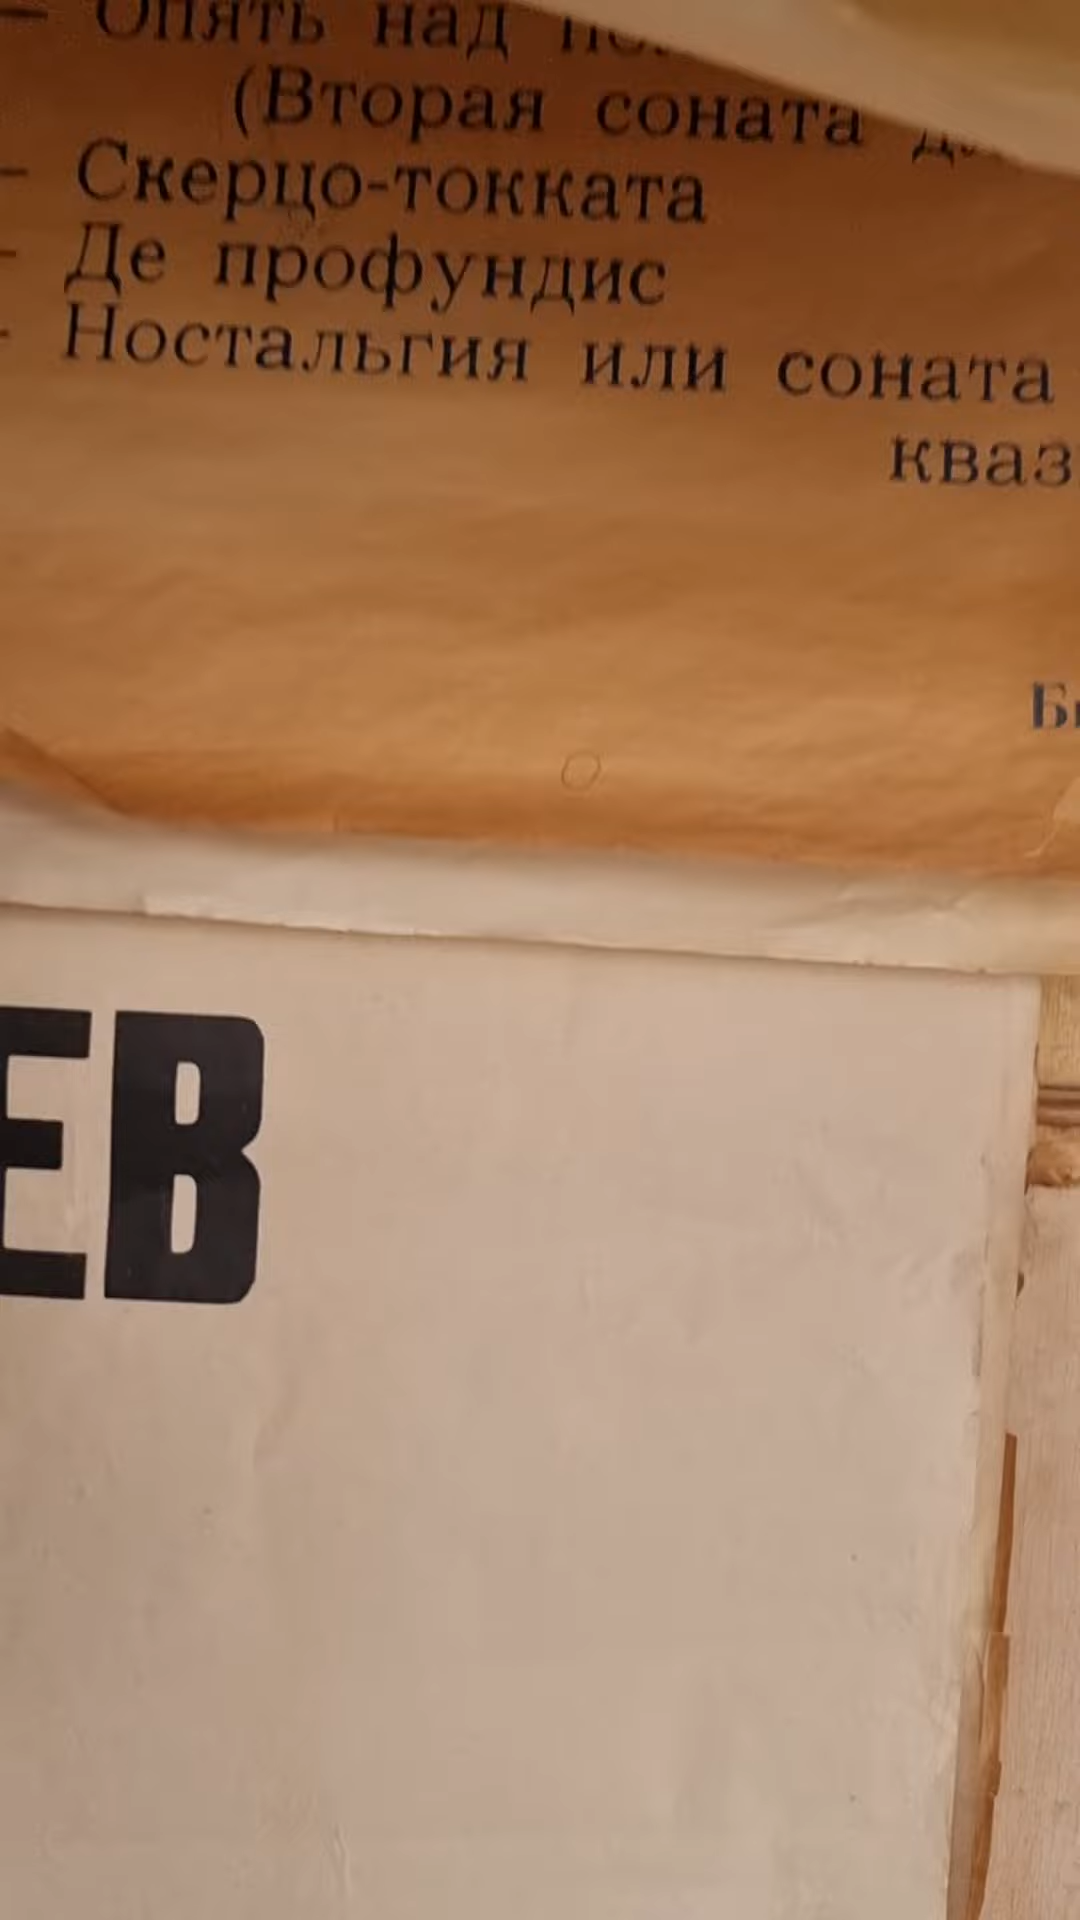 — Опять над
(Вторая соната
— Скерцо-токката
— Де профундис
— Ностальгия или соната
кваз
ЕВ